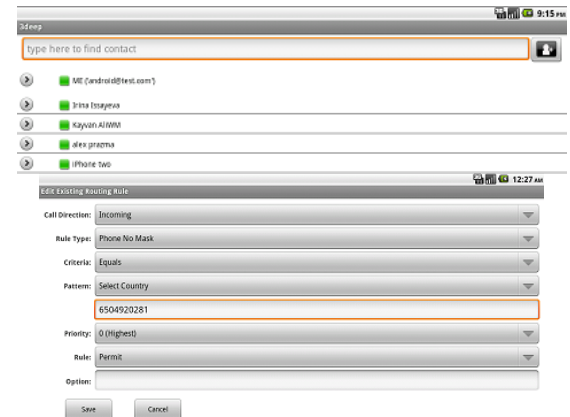 9:15 PM
3deep
type here to find contact
ME ('android@test.com')
Irina Issayeva
Kayvan AliWM
alex prazma
iPhone two
12:27 AM
Edit Existing Routing Rule
Call Direction: Incoming
Rule Type: Phone No Mask
Criteria: Equals
Pattern: Select Country
6504920281
Priority: 0 (Highest)
Rule: Permit
Option:
Save Cancel